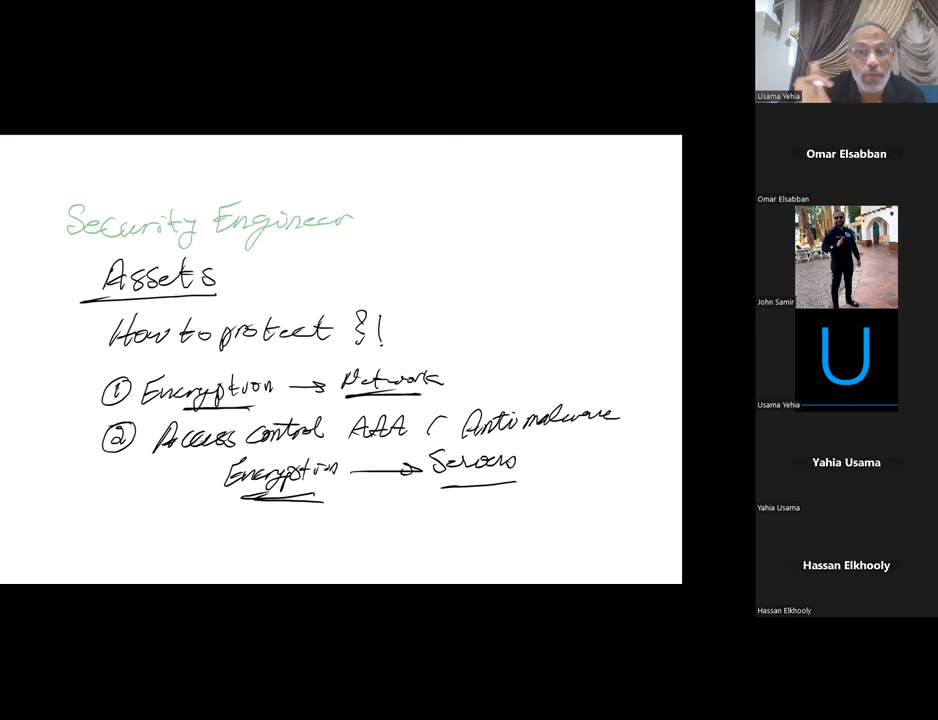 Security Engineer
Assets
How to protect ?!
① Encryption → Network
② Access control AAA ( Antimalware
Encryption → Servers
Usama Yehia
Omar Elsabban
Omar Elsabban
John Samir
U
Usama Yehia
Yahia Usama
Yahia Usama
Hassan Elkhooly
Hassan Elkhooly